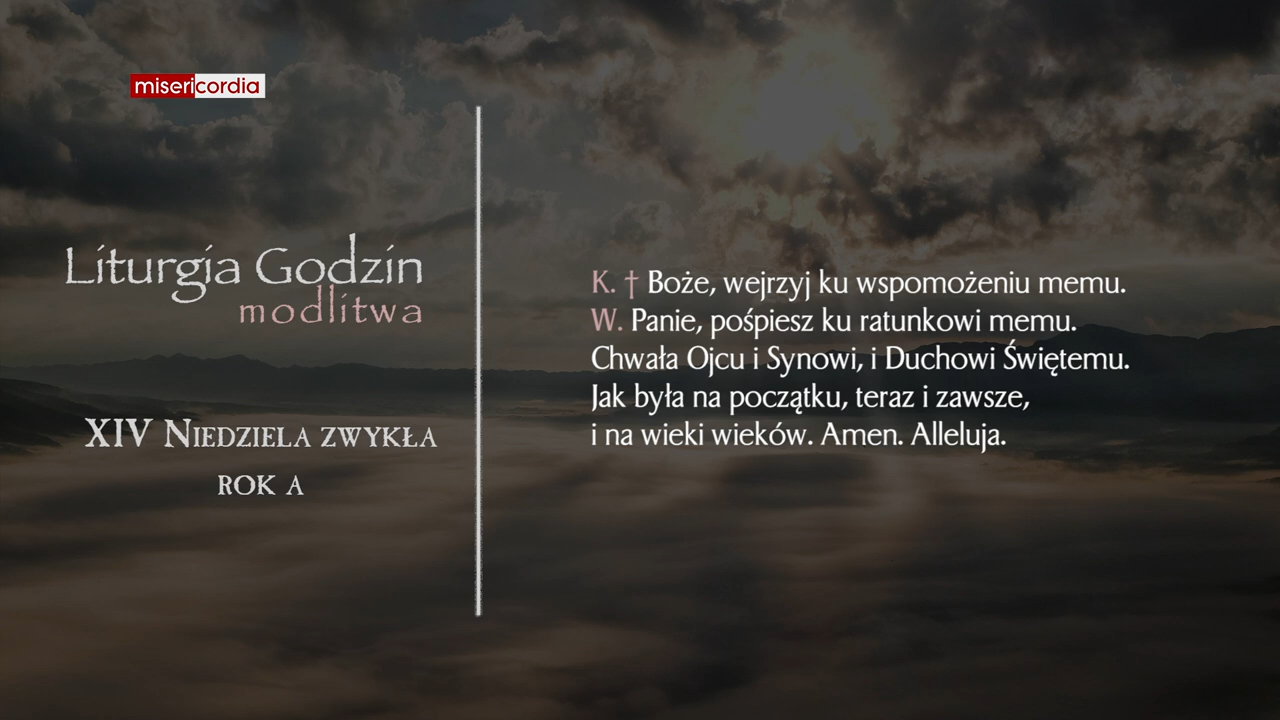 misericordia
Liturgia Godzin
modlitwa
XIV Niedziela zwykła
rok A
K. † Boże, wejrzyj ku wspomożeniu memu.
W. Panie, pośpiesz ku ratunkowi memu.
Chwała Ojcu i Synowi, i Duchowi Świętemu.
Jak była na początku, teraz i zawsze,
i na wieki wieków. Amen. Alleluja.